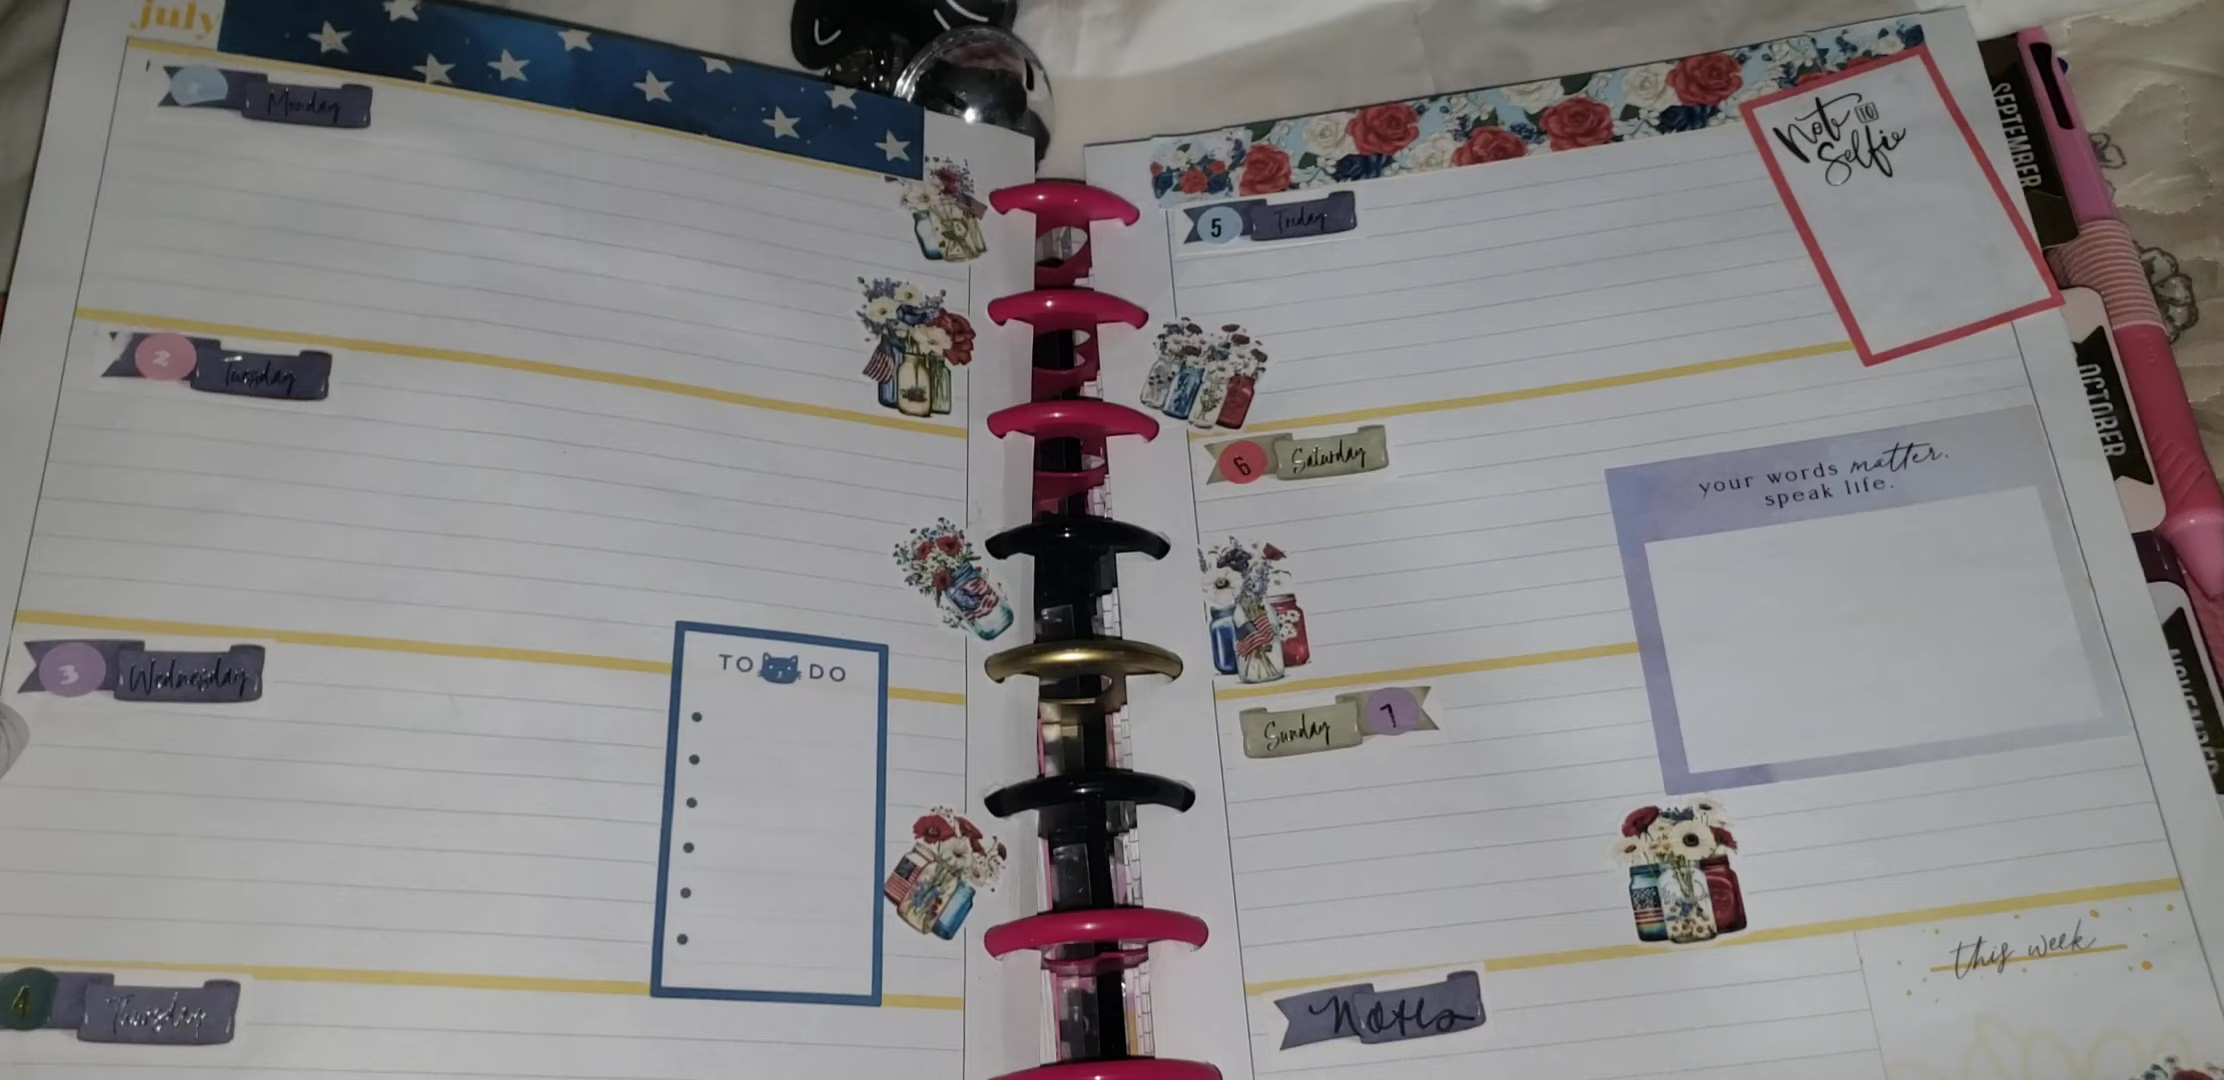 july
Monday
2 Tuesday
3 Wednesday
TO DO
4 Thursday
Note
to
Selfie
5 Friday
6 Saturday
your words matter.
speak life.
Sunday 7
Notes
this week
SEPTEMBER
OCTOBER
NOVEMBER